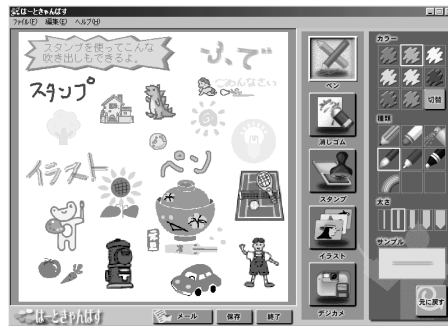 はーときゃんばす
ファイル(F) 編集(E) ヘルプ(H)
スタンプを使ってこんな
吹き出しもできるよ。
ふで
ごめんなさい
スタンプ
イラスト
ペン
ペン
消しゴム
スタンプ
イラスト
デジカメ
カラー
切替
種類
太さ
サンプル
元に戻す
はーときゃんばす
メール
保存
終了